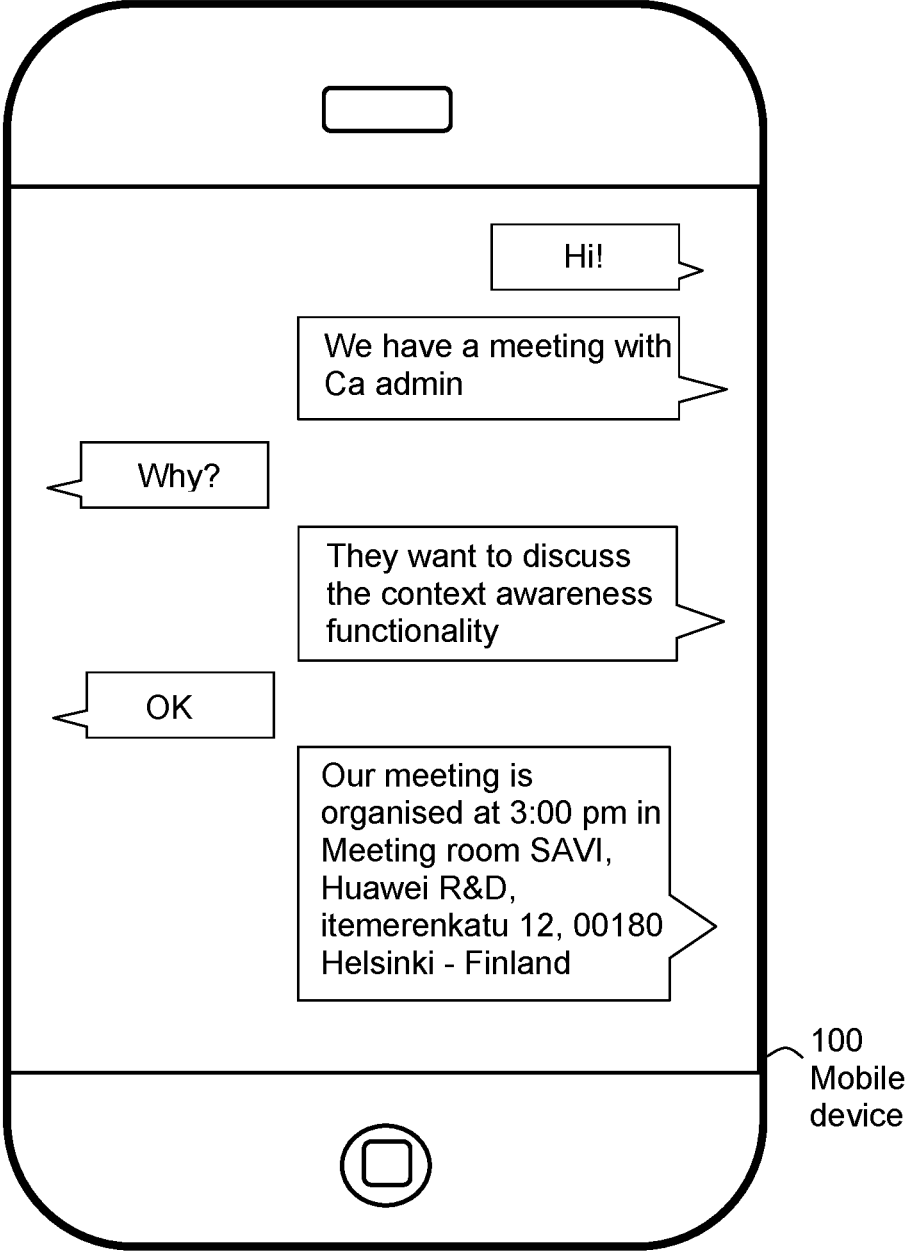 Hi!
We have a meeting with
Ca admin
Why?
They want to discuss
the context awareness
functionality
OK
Our meeting is
organised at 3:00 pm in
Meeting room SAVI,
Huawei R&D,
itemerenkatu 12, 00180
Helsinki - Finland
100
Mobile
device